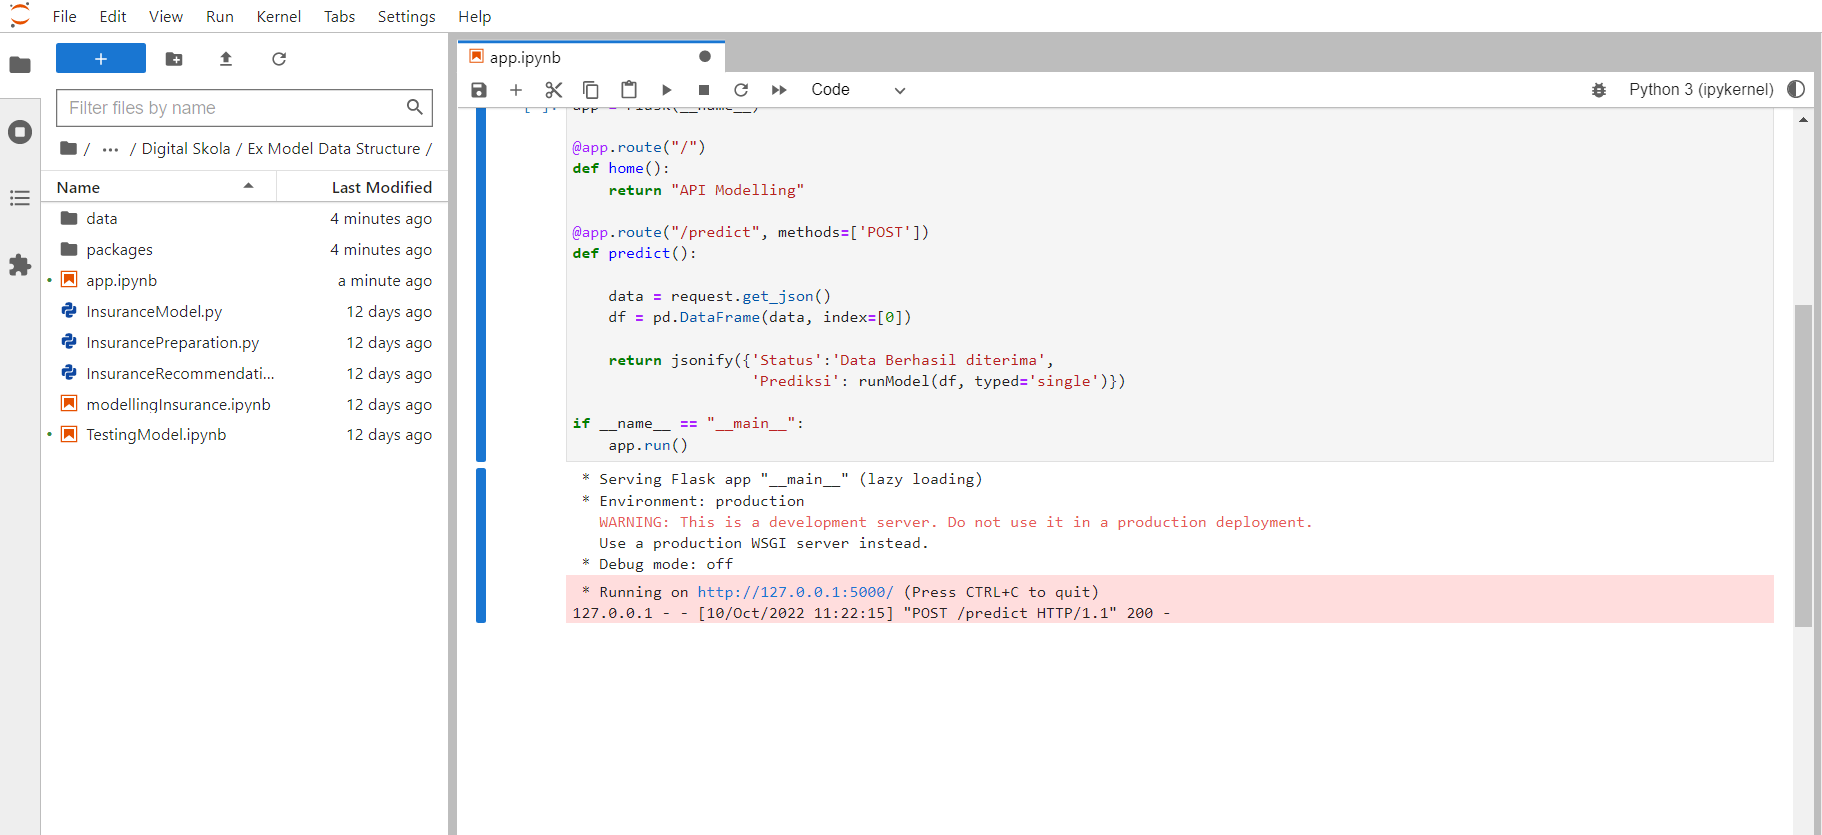 File Edit View Run Kernel Tabs Settings Help
+
Filter files by name
/ ... / Digital Skola / Ex Model Data Structure /
Name Last Modified
data 4 minutes ago
packages 4 minutes ago
app.ipynb a minute ago
InsuranceModel.py 12 days ago
InsurancePreparation.py 12 days ago
InsuranceRecommendati... 12 days ago
modellingInsurance.ipynb 12 days ago
TestingModel.ipynb 12 days ago
app.ipynb
Code
Python 3 (ipykernel)
app = Flask(__name__)
@app.route("/")
def home():
    return "API Modelling"
@app.route("/predict", methods=['POST'])
def predict():
    data = request.get_json()
    df = pd.DataFrame(data, index=[0])
    return jsonify({'Status':'Data Berhasil diterima',
                    'Prediksi': runModel(df, typed='single')})
if __name__ == "__main__":
    app.run()
* Serving Flask app "__main__" (lazy loading)
* Environment: production
WARNING: This is a development server. Do not use it in a production deployment.
Use a production WSGI server instead.
* Debug mode: off
* Running on http://127.0.0.1:5000/ (Press CTRL+C to quit)
127.0.0.1 - - [10/Oct/2022 11:22:15] "POST /predict HTTP/1.1" 200 -